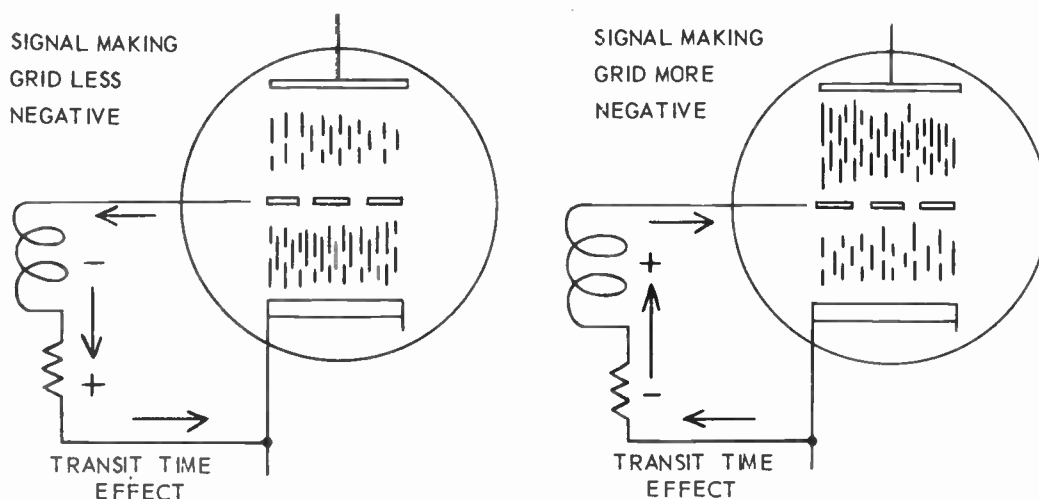 SIGNAL MAKING
GRID LESS
NEGATIVE
−
+
TRANSIT TIME
EFFECT
SIGNAL MAKING
GRID MORE
NEGATIVE
+
−
TRANSIT TIME
EFFECT